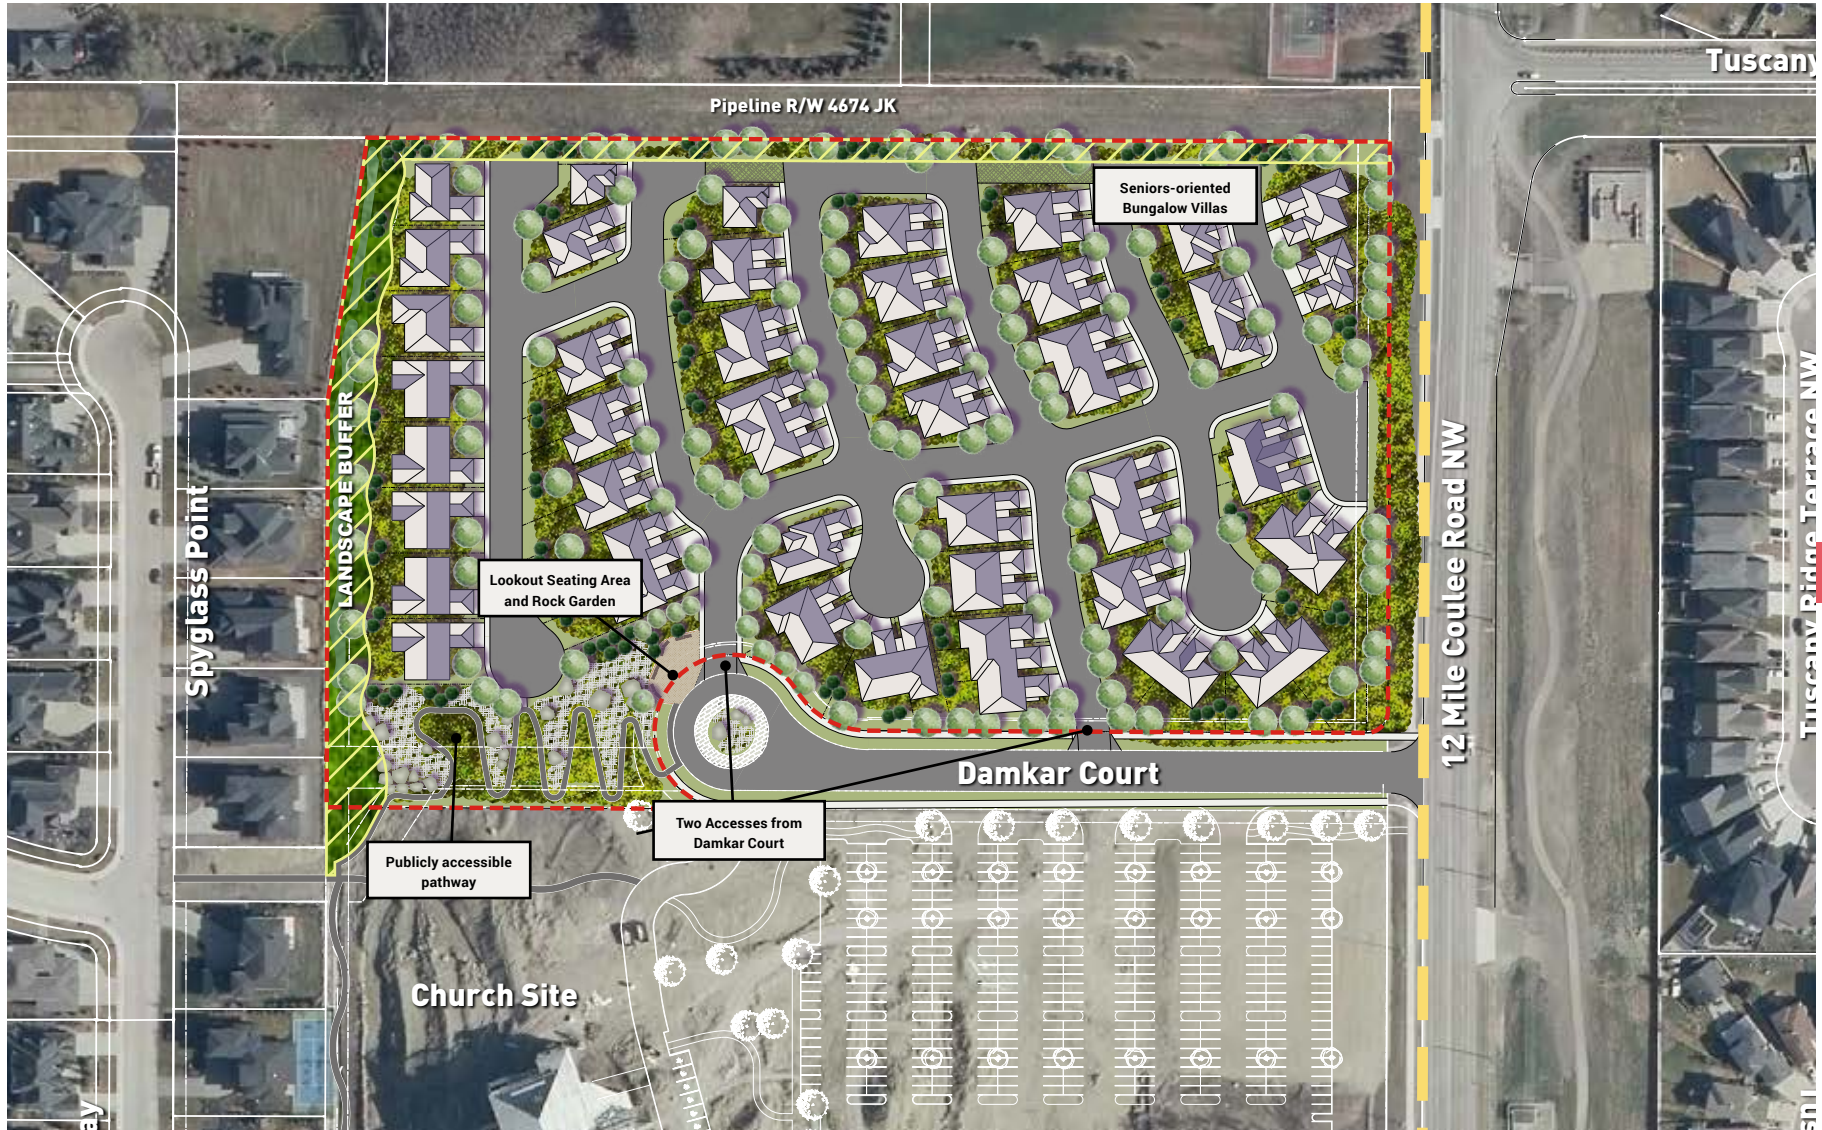 Tuscany
Pipeline R/W 4674 JK
Seniors-oriented
Bungalow Villas
LANDSCAPE BUFFER
Spyglass Point
Lookout Seating Area
and Rock Garden
12 Mile Coulee Road NW
Tuscany Ridge Terrace NW
Damkar Court
Two Accesses from
Damkar Court
Publicly accessible
pathway
Church Site